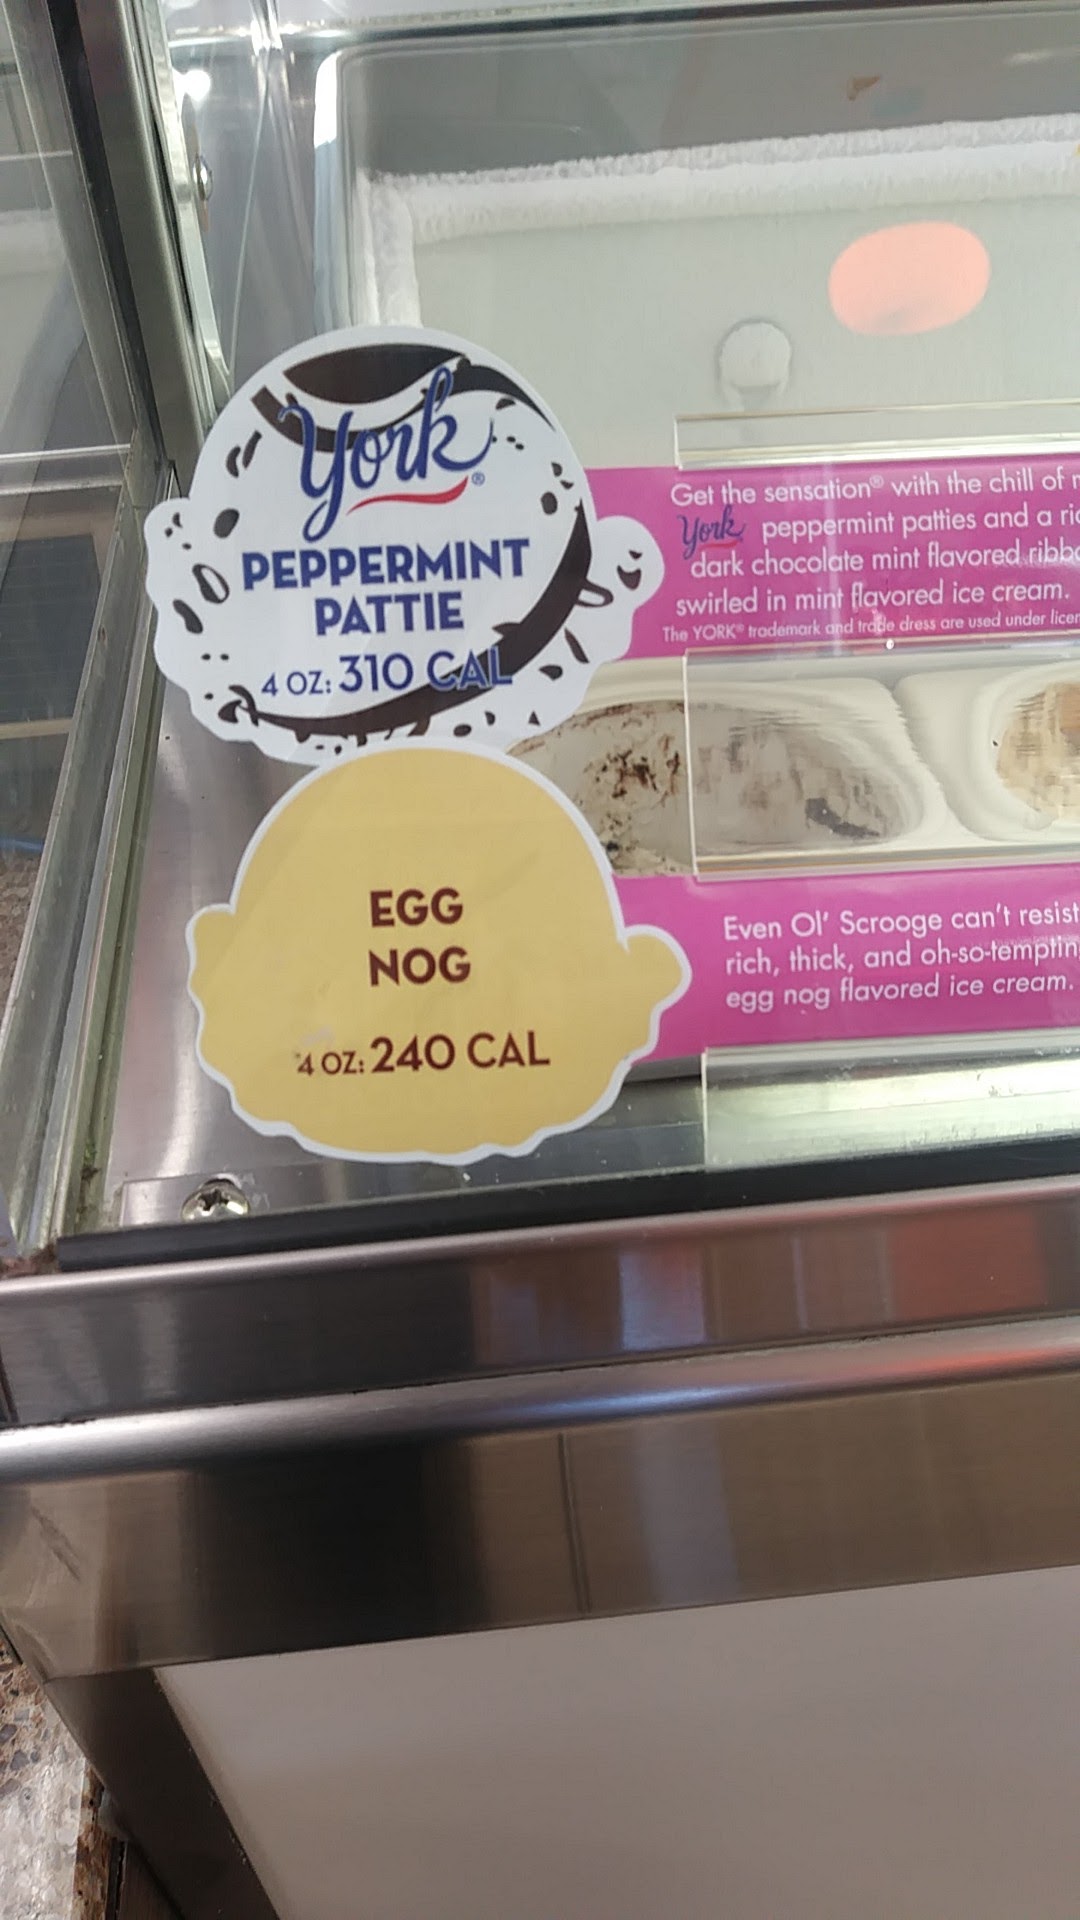 York®
PEPPERMINT
PATTIE
4 OZ: 310 CAL
Get the sensation® with the chill of
York peppermint patties and a
dark chocolate mint flavored
swirled in mint flavored ice cream.
The YORK® trademark and trade dress are used under
EGG
NOG
4 OZ: 240 CAL
Even Ol' Scrooge can't resist
rich, thick, and oh-so-
egg nog flavored ice cream.